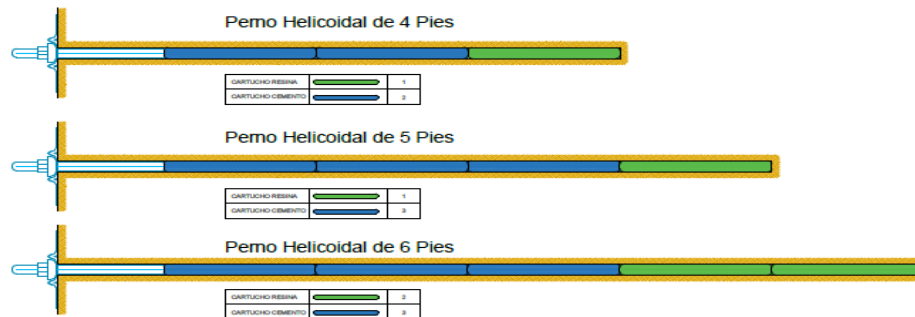 Perno Helicoidal de 4 Pies
CARTUCHO RESINA 1
CARTUCHO CEMENTO 2
Perno Helicoidal de 5 Pies
CARTUCHO RESINA 1
CARTUCHO CEMENTO 3
Perno Helicoidal de 6 Pies
CARTUCHO RESINA 2
CARTUCHO CEMENTO 3